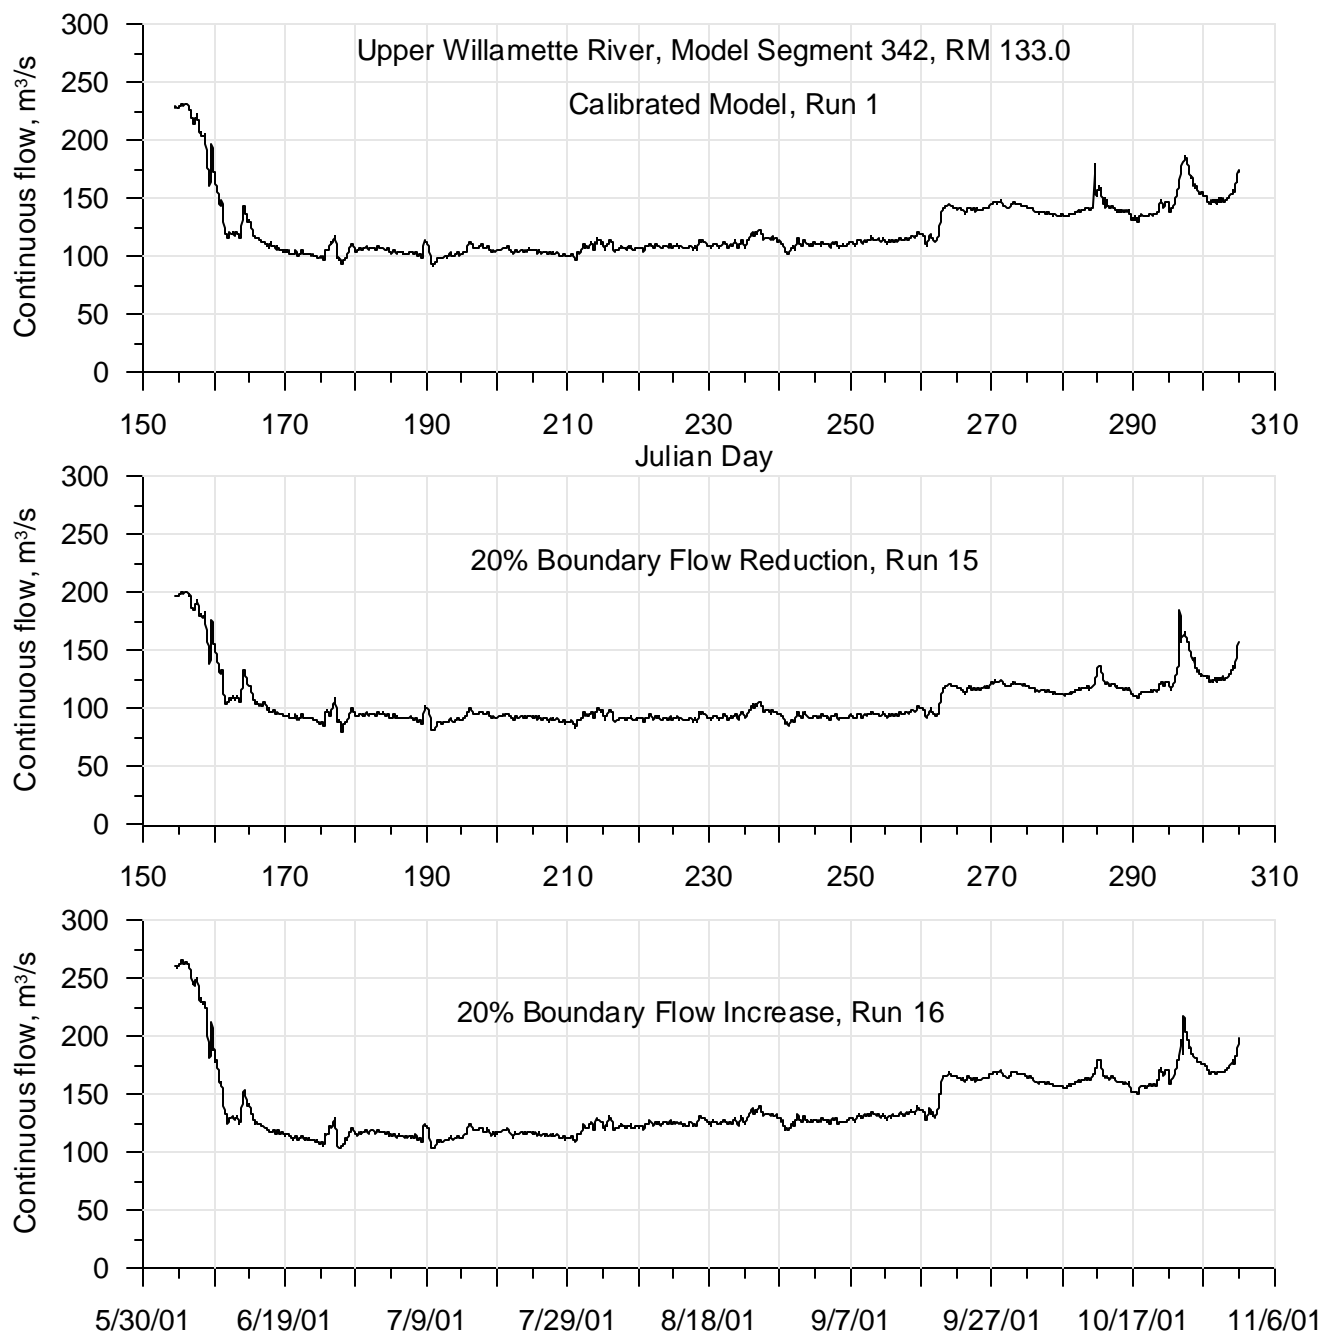 300
Upper Willamette River, Model Segment 342, RM 133.0
250
Calibrated Model, Run 1
200
150
100
50
0
Continuous flow, m³/s
150 170 190 210 230 250 270 290 310
Julian Day
300
250
20% Boundary Flow Reduction, Run 15
200
150
100
50
0
Continuous flow, m³/s
150 170 190 210 230 250 270 290 310
300
250
20% Boundary Flow Increase, Run 16
200
150
100
50
0
Continuous flow, m³/s
5/30/01 6/19/01 7/9/01 7/29/01 8/18/01 9/7/01 9/27/01 10/17/01 11/6/01